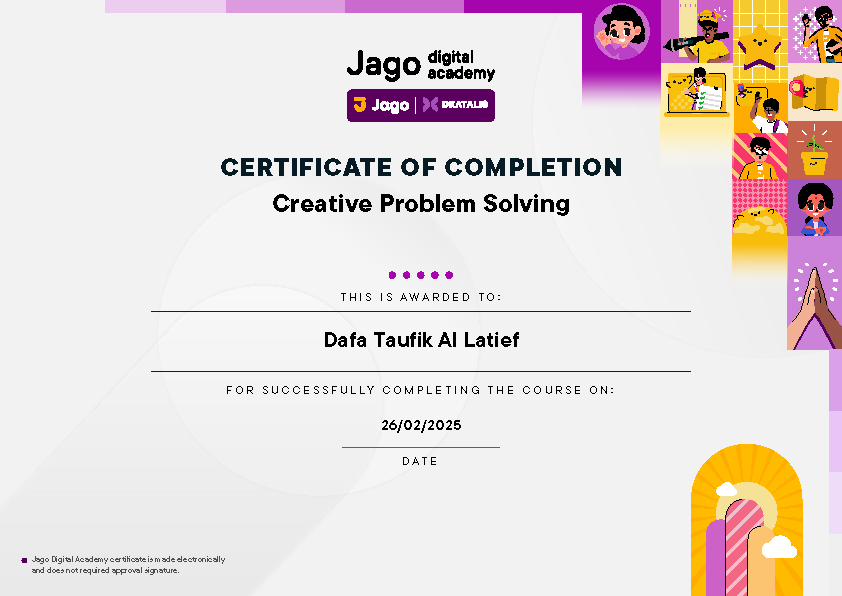 Jago digital academy
Jago | DKATALIS
CERTIFICATE OF COMPLETION
Creative Problem Solving
THIS IS AWARDED TO:
Dafa Taufik Al Latief
FOR SUCCESSFULLY COMPLETING THE COURSE ON:
26/02/2025
DATE
Jago Digital Academy certificate is made electronically
and does not required approval signature.